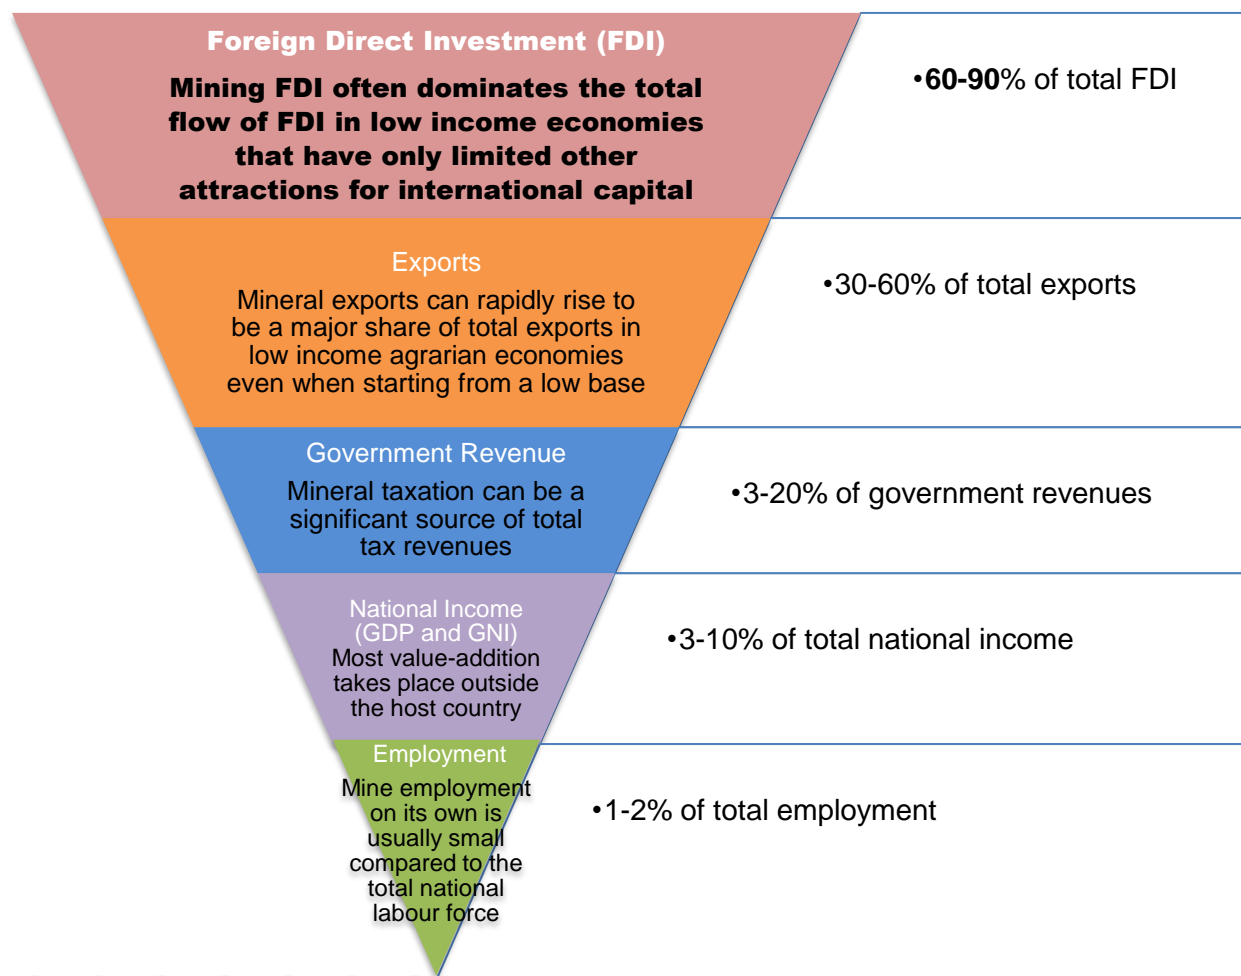 Foreign Direct Investment (FDI)
Mining FDI often dominates the total
flow of FDI in low income economies
that have only limited other
attractions for international capital
•60-90% of total FDI
Exports
Mineral exports can rapidly rise to
be a major share of total exports in
low income agrarian economies
even when starting from a low base
•30-60% of total exports
Government Revenue
Mineral taxation can be a
significant source of total
tax revenues
•3-20% of government revenues
National Income
(GDP and GNI)
Most value-addition
takes place outside
the host country
•3-10% of total national income
Employment
Mine employment
on its own is
usually small
compared to the
total national
labour force
•1-2% of total employment